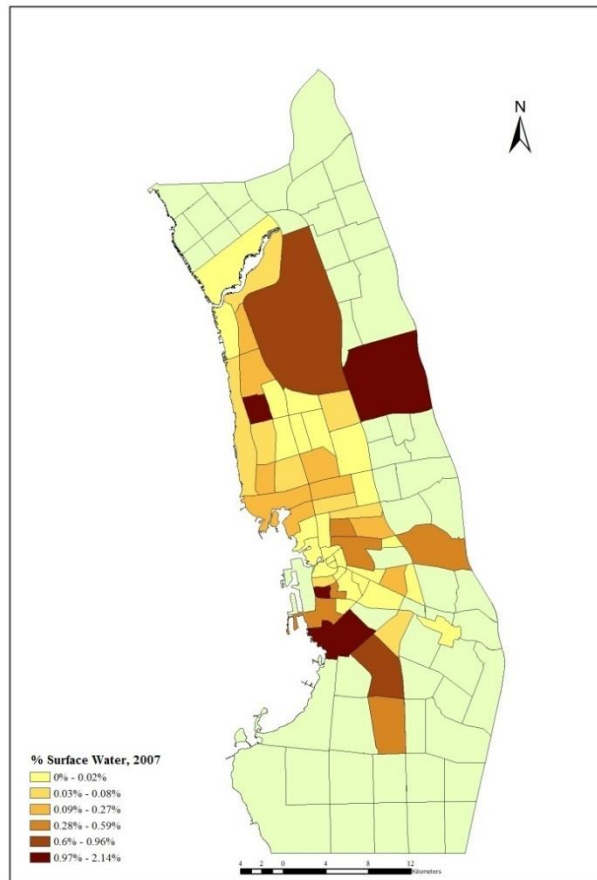 N
% Surface Water, 2007
0% - 0.02%
0.03% - 0.08%
0.09% - 0.27%
0.28% - 0.59%
0.6% - 0.96%
0.97% - 2.14%
4 2 0 4 8 12
Kilometers